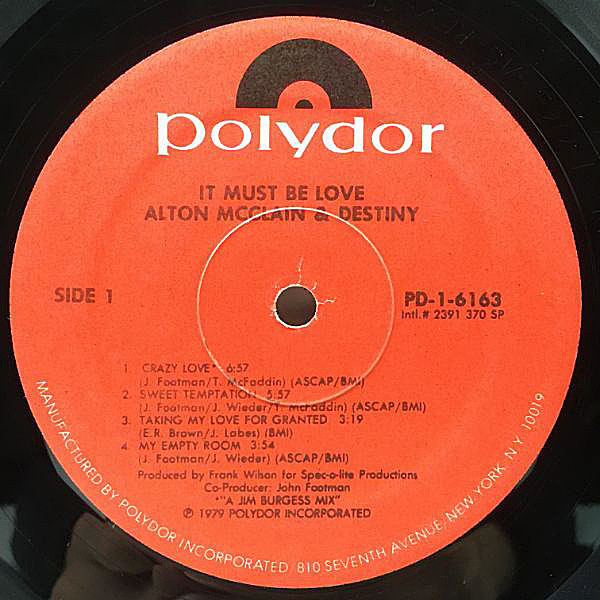 polydor
IT MUST BE LOVE
ALTON MCCLAIN & DESTINY
SIDE 1
PD-1-6163
Intl.# 2391 370 SP
1. CRAZY LOVE* 6:57
(J. Footman/T. McFaddin) (ASCAP/BMI)
2. SWEET TEMPTATION 5:57
(J. Footman/J. Wieder/T. McFaddin) (ASCAP/BMI)
3. TAKING MY LOVE FOR GRANTED 3:19
(E.R. Brown/J. Labes) (BMI)
4. MY EMPTY ROOM 3:54
(J. Footman/J. Wieder) (ASCAP/BMI)
Produced by Frank Wilson for Spec-o-lite Productions
Co-Producer: John Footman
*"A JIM BURGESS MIX"
℗ 1979 POLYDOR INCORPORATED
MANUFACTURED BY POLYDOR INCORPORATED. 810 SEVENTH AVENUE, NEW YORK. N.Y. 10019